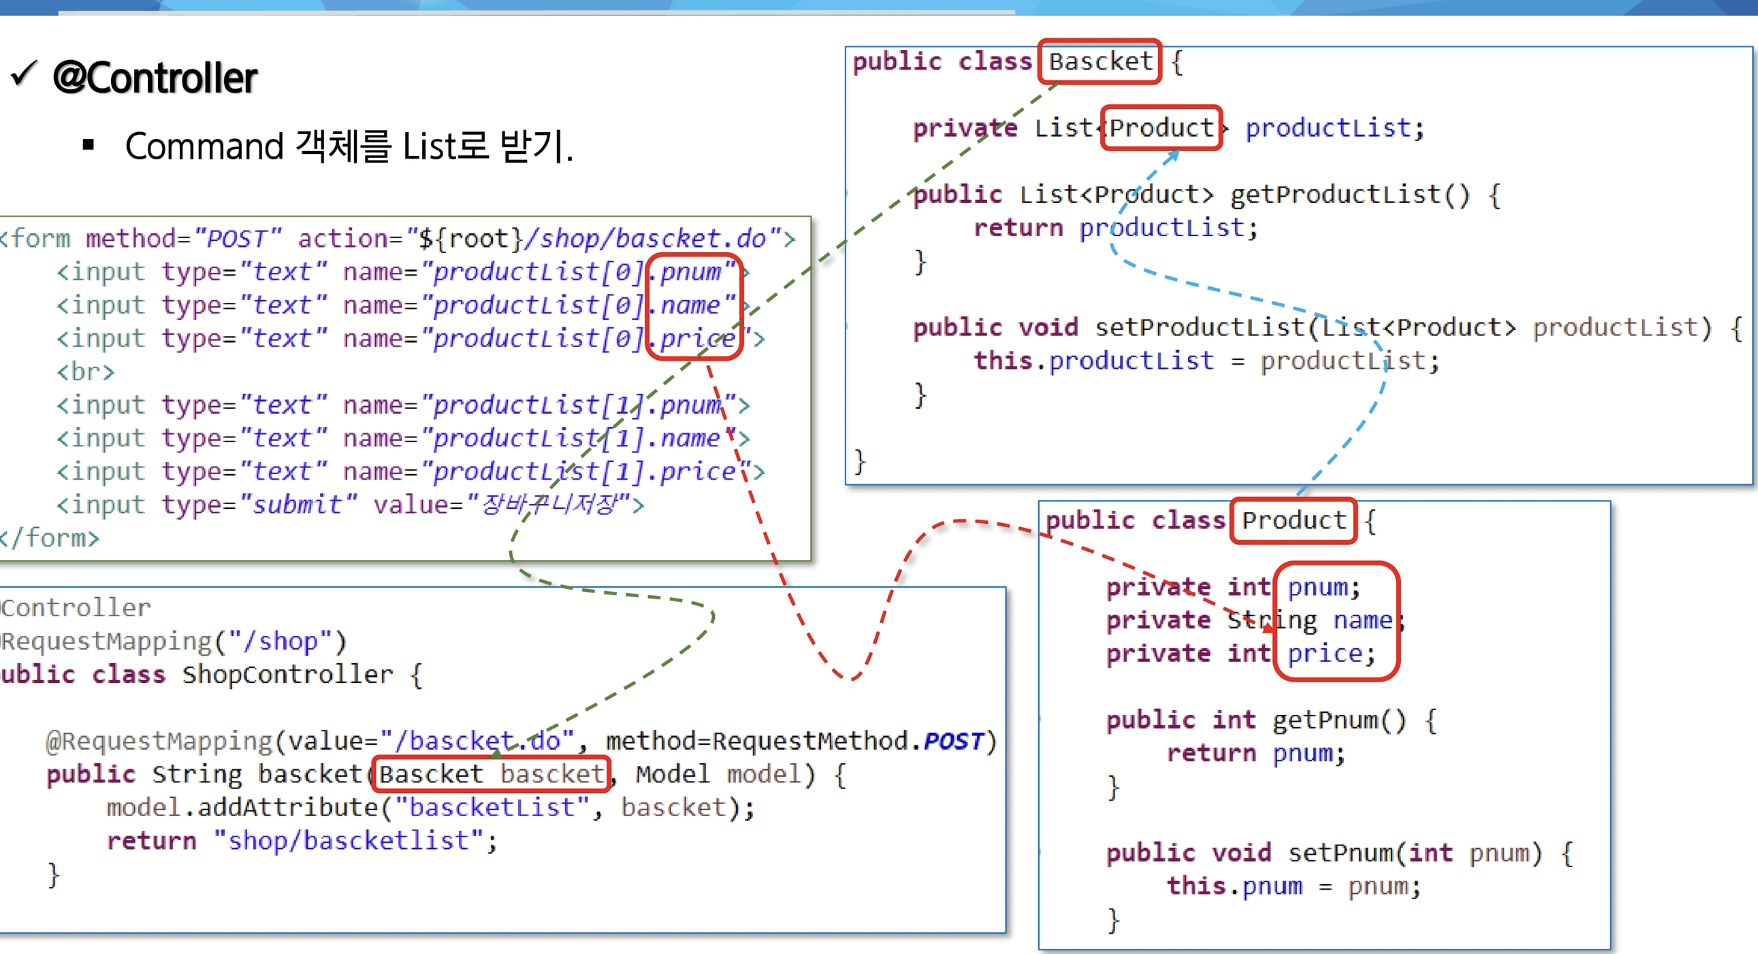 ✓ @Controller
▪ Command 객체를 List로 받기.
<form method="POST" action="${root}/shop/bascket.do">
<input type="text" name="productList[0].pnum">
<input type="text" name="productList[0].name">
<input type="text" name="productList[0].price">
<br>
<input type="text" name="productList[1].pnum">
<input type="text" name="productList[1].name">
<input type="text" name="productList[1].price">
<input type="submit" value="장바구니저장">
</form>
Controller
RequestMapping("/shop")
ublic class ShopController {
@RequestMapping(value="/bascket.do", method=RequestMethod.POST)
public String bascket(Bascket bascket, Model model) {
model.addAttribute("bascketList", bascket);
return "shop/bascketlist";
}
public class Bascket {
private List<Product> productList;
public List<Product> getProductList() {
return productList;
}
public void setProductList(List<Product> productList) {
this.productList = productList;
}
}
public class Product {
private int pnum;
private String name;
private int price;
public int getPnum() {
return pnum;
}
public void setPnum(int pnum) {
this.pnum = pnum;
}